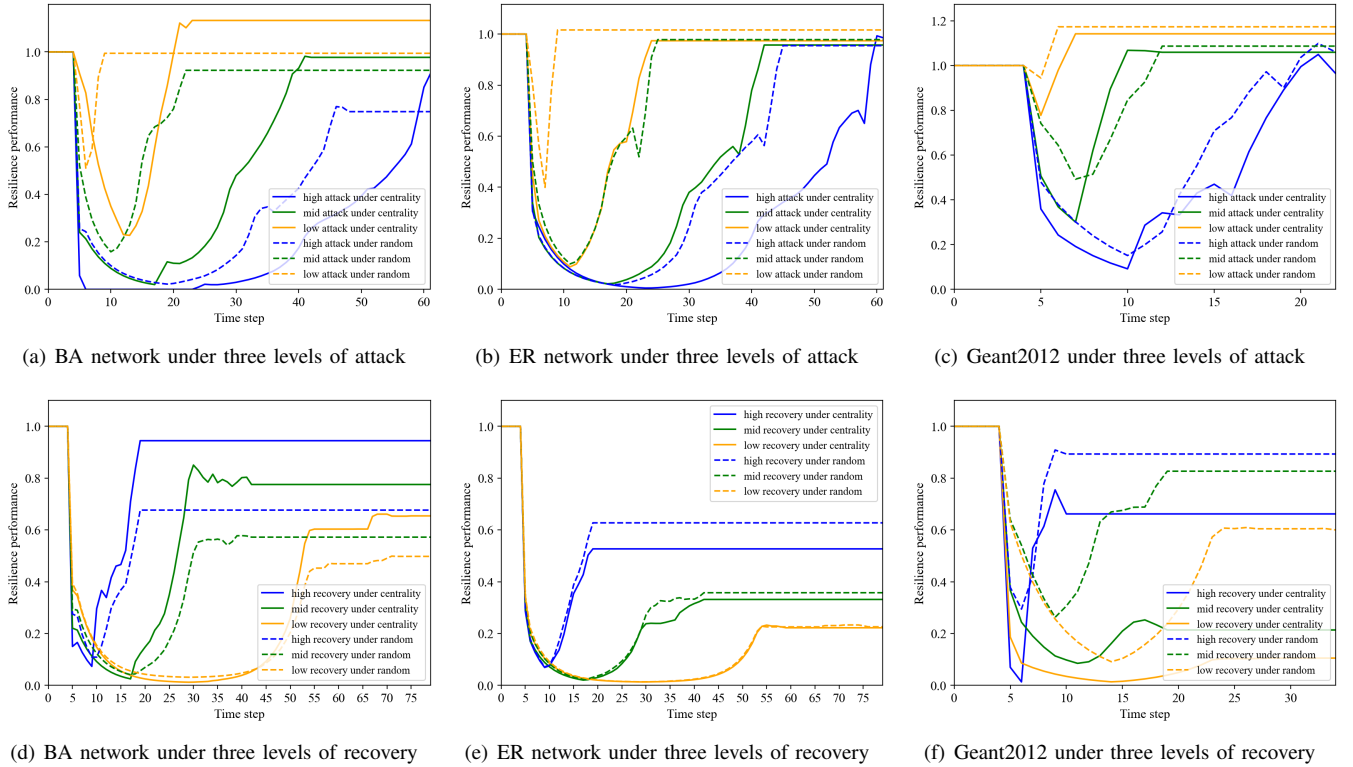 1.0
0.8
0.6
0.4
0.2
0.0
Resilience performance
high attack under centrality
mid attack under centrality
low attack under centrality
high attack under random
mid attack under random
low attack under random
0 10 20 30 40 50 60
Time step
(a) BA network under three levels of attack
1.0
0.8
0.6
0.4
0.2
0.0
Resilience performance
high attack under centrality
mid attack under centrality
low attack under centrality
high attack under random
mid attack under random
low attack under random
0 10 20 30 40 50 60
Time step
(b) ER network under three levels of attack
1.2
1.0
0.8
0.6
0.4
0.2
0.0
Resilience performance
high attack under centrality
mid attack under centrality
low attack under centrality
high attack under random
mid attack under random
low attack under random
0 5 10 15 20
Time step
(c) Geant2012 under three levels of attack
1.0
0.8
0.6
0.4
0.2
0.0
Resilience performance
high recovery under centrality
mid recovery under centrality
low recovery under centrality
high recovery under random
mid recovery under random
low recovery under random
0 5 10 15 20 25 30 35 40 45 50 55 60 65 70 75
Time step
(d) BA network under three levels of recovery
1.0
0.8
0.6
0.4
0.2
0.0
Resilience performance
high recovery under centrality
mid recovery under centrality
low recovery under centrality
high recovery under random
mid recovery under random
low recovery under random
0 5 10 15 20 25 30 35 40 45 50 55 60 65 70 75
Time step
(e) ER network under three levels of recovery
1.0
0.8
0.6
0.4
0.2
0.0
Resilience performance
high recovery under centrality
mid recovery under centrality
low recovery under centrality
high recovery under random
mid recovery under random
low recovery under random
0 5 10 15 20 25 30
Time step
(f) Geant2012 under three levels of recovery